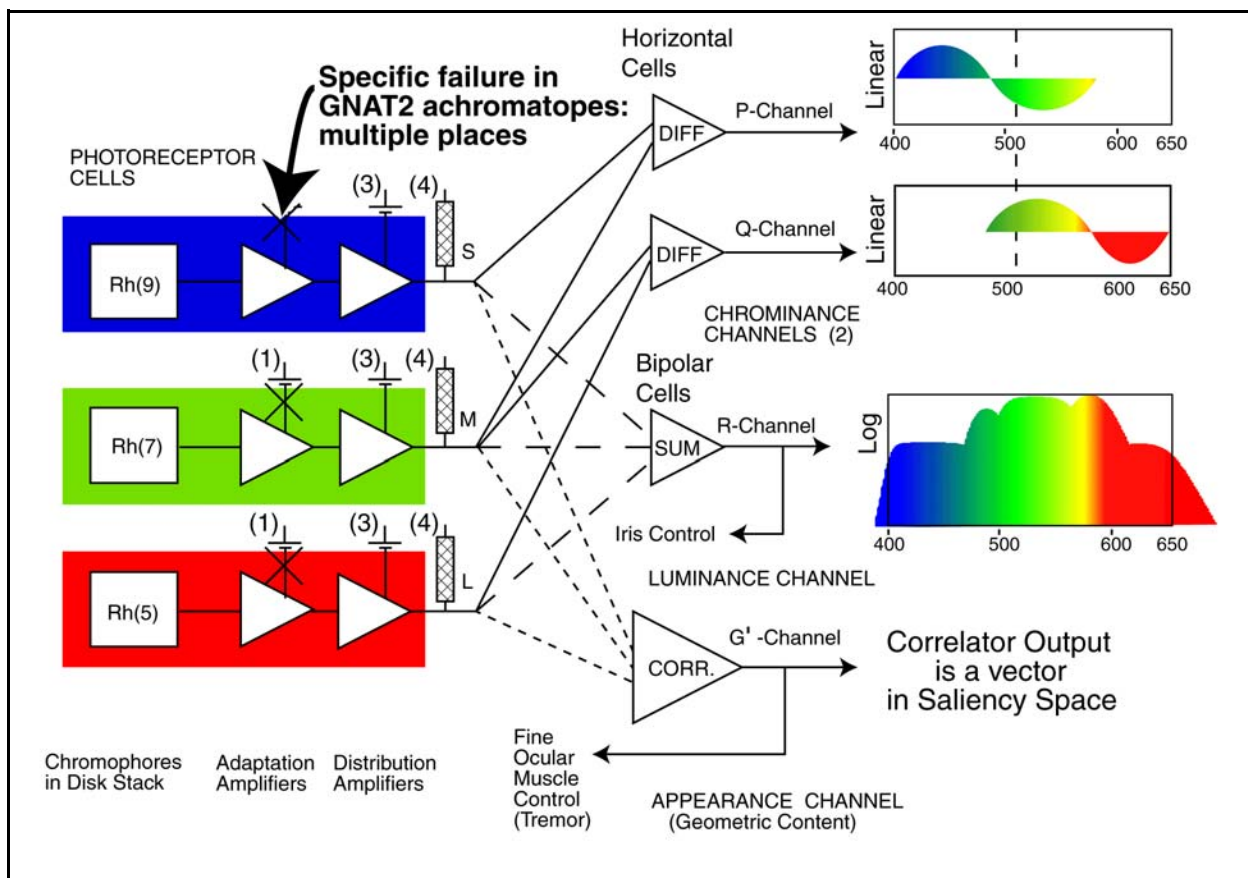 Specific failure in
GNAT2 achromatopes:
multiple places
PHOTORECEPTOR
CELLS
Horizontal
Cells
DIFF
P-Channel
Linear
400
500
600
650
(3)
(4)
S
Rh(9)
DIFF
Q-Channel
Linear
500
600
650
CHROMINANCE
CHANNELS (2)
(1)
(3)
(4)
M
Rh(7)
Bipolar
Cells
SUM
R-Channel
Iris Control
Log
400
500
600
650
LUMINANCE CHANNEL
(1)
(3)
(4)
L
Rh(5)
CORR.
G' -Channel
Correlator Output
is a vector
in Saliency Space
Chromophores
in Disk Stack
Adaptation
Amplifiers
Distribution
Amplifiers
Fine
Ocular
Muscle
Control
(Tremor)
APPEARANCE CHANNEL
(Geometric Content)